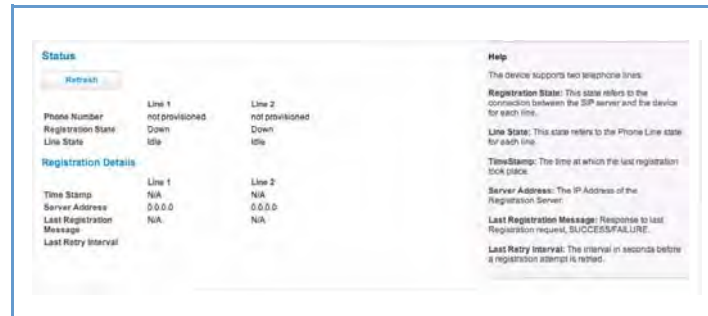 Status
Refresh
Line 1 Line 2
Phone Number not provisioned not provisioned
Registration State Down Down
Line State Idle Idle
Registration Details
Line 1 Line 2
Time Stamp N/A N/A
Server Address 0.0.0.0 0.0.0.0
Last Registration Message N/A N/A
Last Retry Interval
Help
The device supports two telephone lines.
Registration State: This state refers to the
connection between the SIP server and the device
for each line.
Line State: This state refers to the Phone Line state
for each line.
TimeStamp: The time at which the last registration
took place.
Server Address: The IP Address of the
Registration Server.
Last Registration Message: Response to last
Registration request, SUCCESS/FAILURE.
Last Retry Interval: The interval in seconds before
a registration attempt is retried.